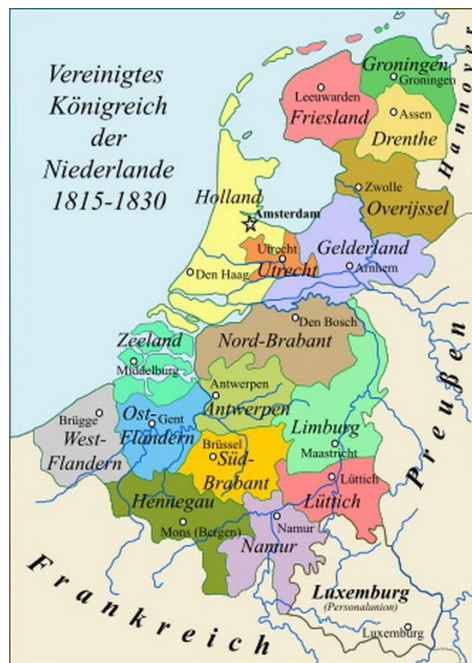 Vereinigtes
Königreich
der
Niederlande
1815-1830
Groningen
Groningen
Leeuwarden
Friesland
Assen
Drenthe
Hannover
Zwolle
Overijssel
Holland
Amsterdam
Utrecht
Utrecht
Gelderland
Arnhem
Den Haag
Den Bosch
Nord-Brabant
Zeeland
Middelburg
Antwerpen
Antwerpen
Preußen
Brügge
West-
Flandern
Ost-
Gent
Flandern
Limburg
Maastricht
Brüssel
Süd-
Brabant
Lüttich
Lüttich
Hennegau
Mons (Bergen)
Namur
Namur
Frankreich
Luxemburg
(Personalunion)
Luxemburg